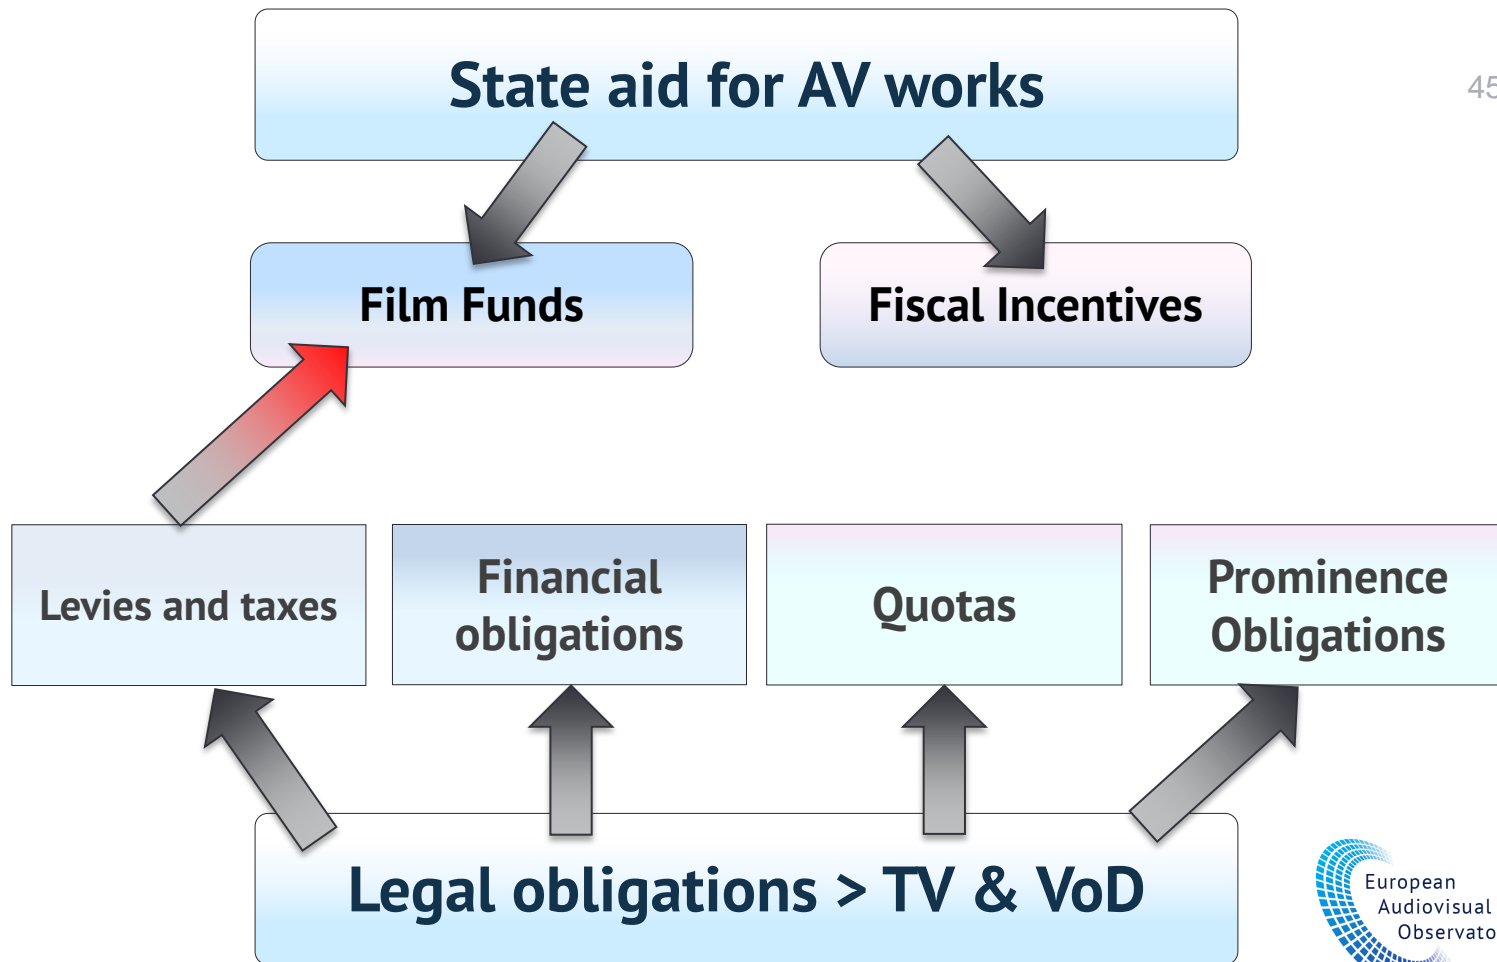 State aid for AV works
45
Film Funds
Fiscal Incentives
Levies and taxes
Financial
obligations
Quotas
Prominence
Obligations
Legal obligations > TV & VoD
European
Audiovisual
Observato